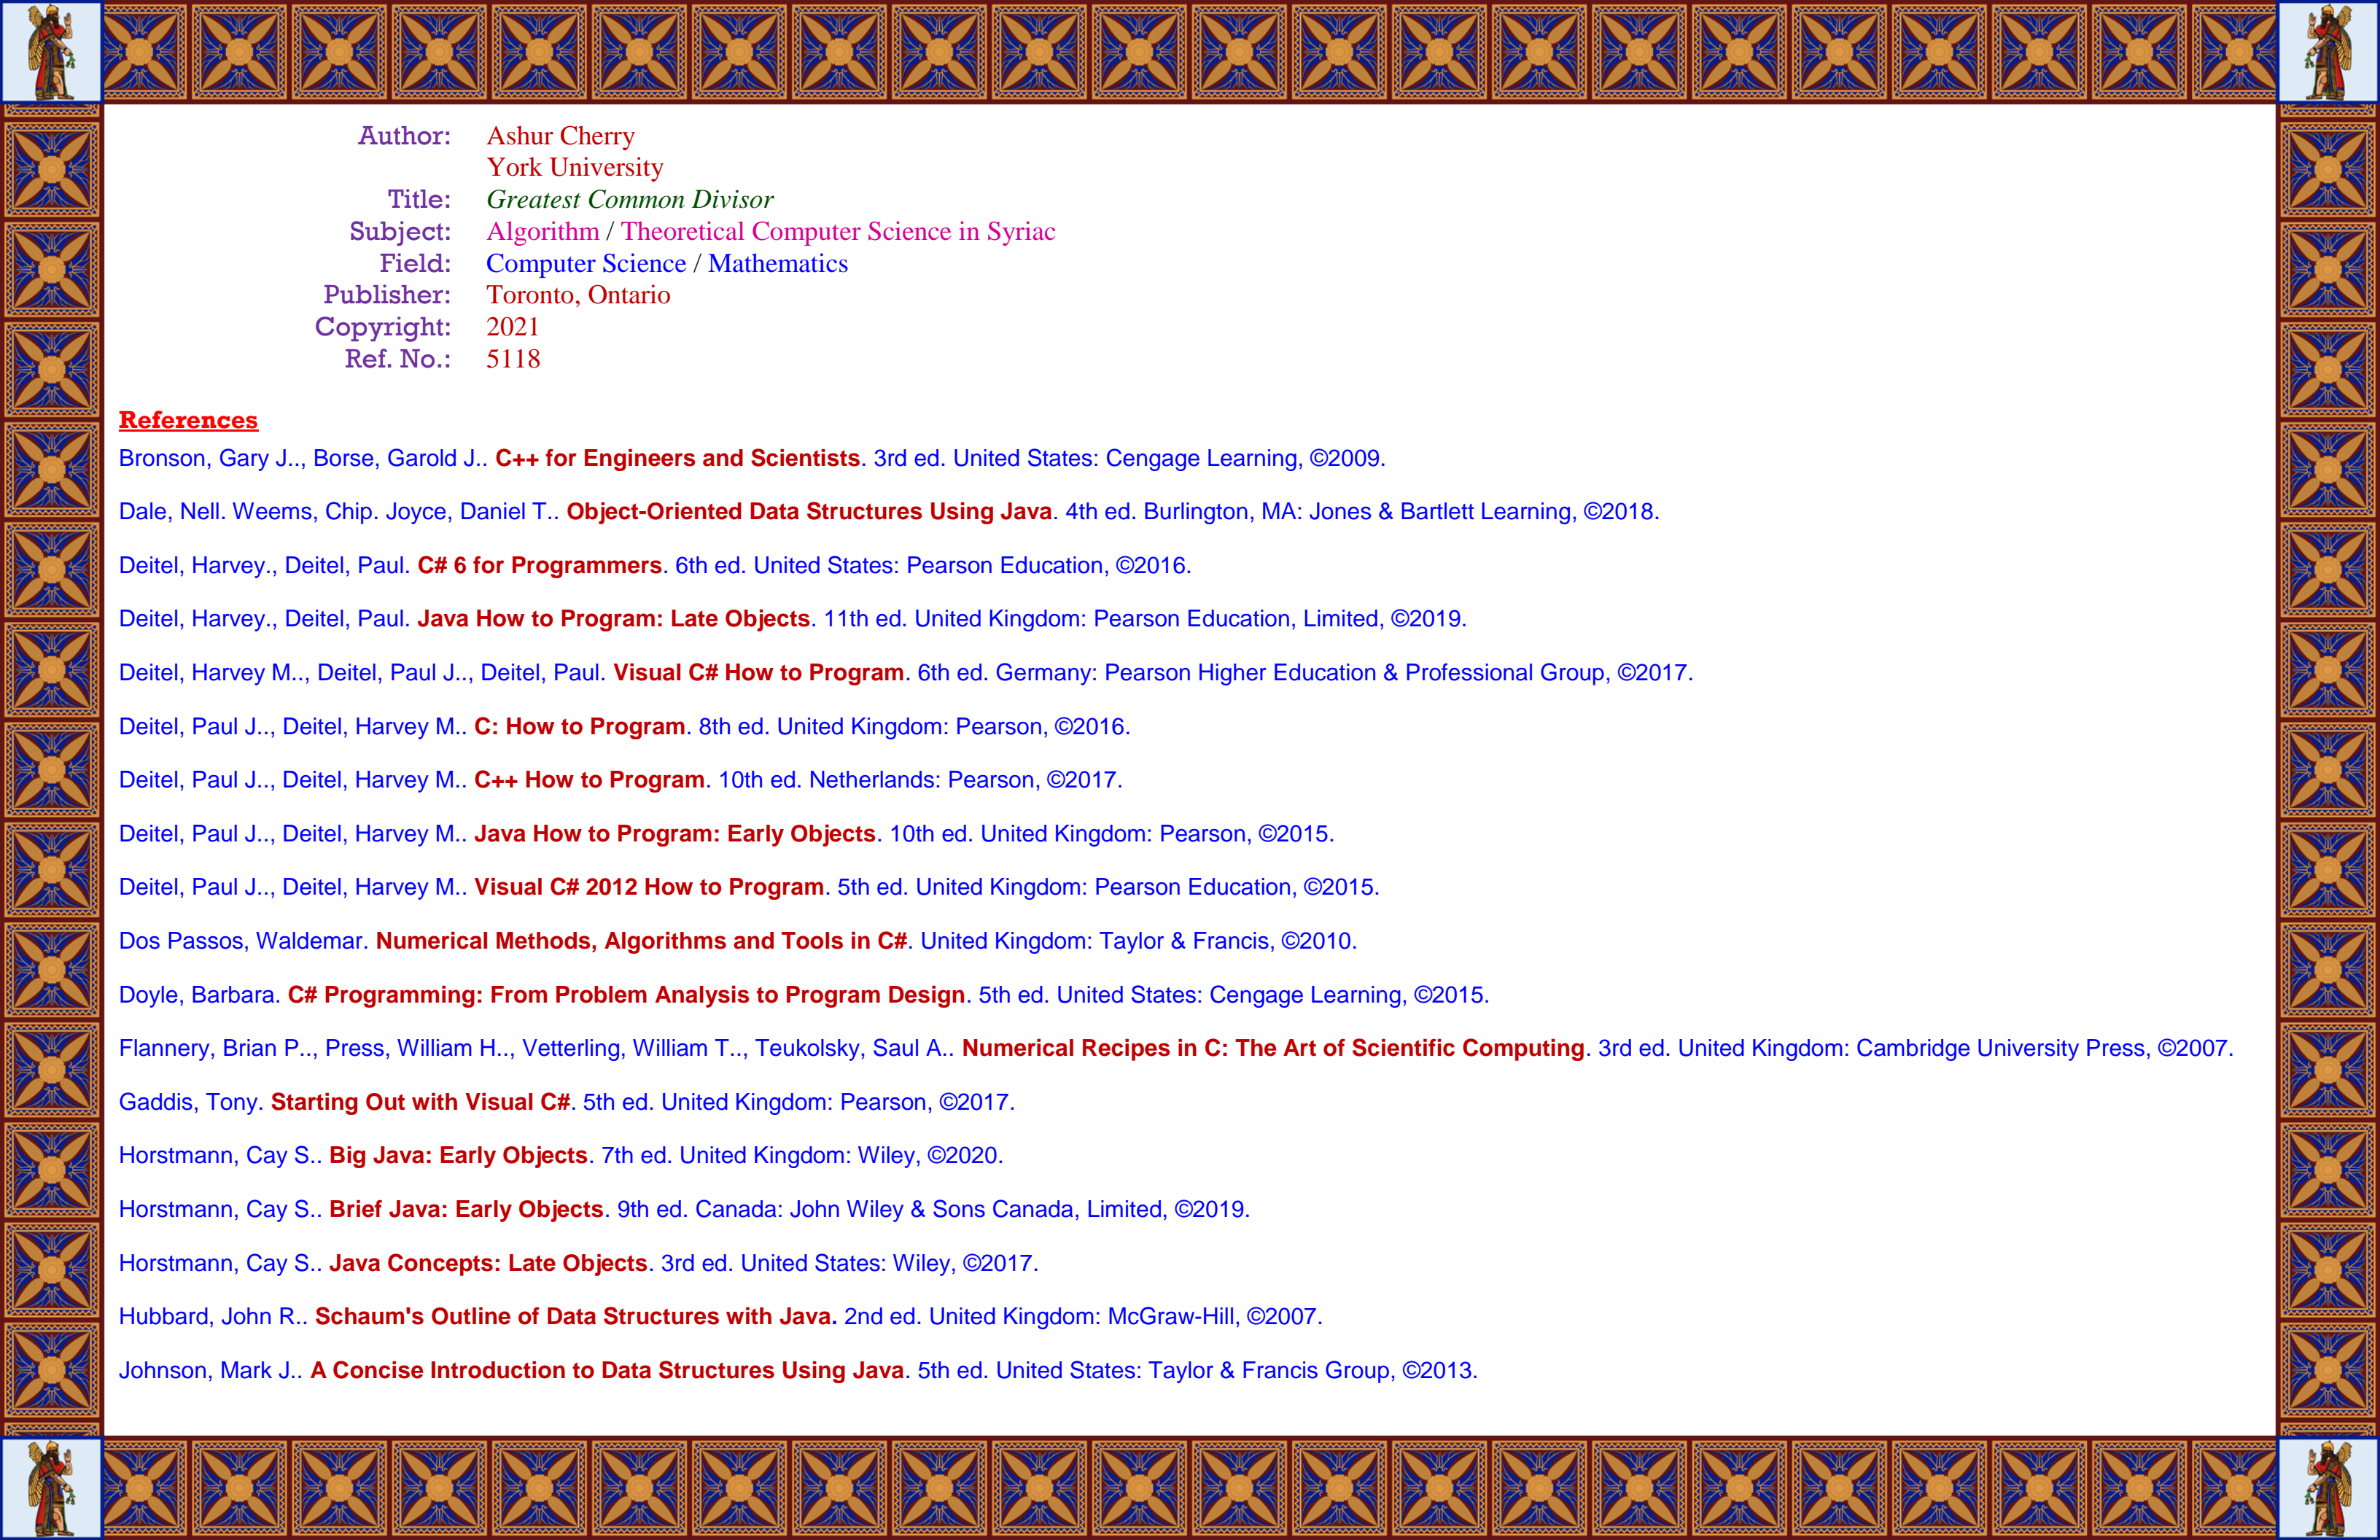 Author: Ashur Cherry
York University
Title: Greatest Common Divisor
Subject: Algorithm / Theoretical Computer Science in Syriac
Field: Computer Science / Mathematics
Publisher: Toronto, Ontario
Copyright: 2021
Ref. No.: 5118
References
Bronson, Gary J.., Borse, Garold J.. C++ for Engineers and Scientists. 3rd ed. United States: Cengage Learning, ©2009.
Dale, Nell. Weems, Chip. Joyce, Daniel T.. Object-Oriented Data Structures Using Java. 4th ed. Burlington, MA: Jones & Bartlett Learning, ©2018.
Deitel, Harvey., Deitel, Paul. C# 6 for Programmers. 6th ed. United States: Pearson Education, ©2016.
Deitel, Harvey., Deitel, Paul. Java How to Program: Late Objects. 11th ed. United Kingdom: Pearson Education, Limited, ©2019.
Deitel, Harvey M.., Deitel, Paul J.., Deitel, Paul. Visual C# How to Program. 6th ed. Germany: Pearson Higher Education & Professional Group, ©2017.
Deitel, Paul J.., Deitel, Harvey M.. C: How to Program. 8th ed. United Kingdom: Pearson, ©2016.
Deitel, Paul J.., Deitel, Harvey M.. C++ How to Program. 10th ed. Netherlands: Pearson, ©2017.
Deitel, Paul J.., Deitel, Harvey M.. Java How to Program: Early Objects. 10th ed. United Kingdom: Pearson, ©2015.
Deitel, Paul J.., Deitel, Harvey M.. Visual C# 2012 How to Program. 5th ed. United Kingdom: Pearson Education, ©2015.
Dos Passos, Waldemar. Numerical Methods, Algorithms and Tools in C#. United Kingdom: Taylor & Francis, ©2010.
Doyle, Barbara. C# Programming: From Problem Analysis to Program Design. 5th ed. United States: Cengage Learning, ©2015.
Flannery, Brian P.., Press, William H.., Vetterling, William T.., Teukolsky, Saul A.. Numerical Recipes in C: The Art of Scientific Computing. 3rd ed. United Kingdom: Cambridge University Press, ©2007.
Gaddis, Tony. Starting Out with Visual C#. 5th ed. United Kingdom: Pearson, ©2017.
Horstmann, Cay S.. Big Java: Early Objects. 7th ed. United Kingdom: Wiley, ©2020.
Horstmann, Cay S.. Brief Java: Early Objects. 9th ed. Canada: John Wiley & Sons Canada, Limited, ©2019.
Horstmann, Cay S.. Java Concepts: Late Objects. 3rd ed. United States: Wiley, ©2017.
Hubbard, John R.. Schaum's Outline of Data Structures with Java. 2nd ed. United Kingdom: McGraw-Hill, ©2007.
Johnson, Mark J.. A Concise Introduction to Data Structures Using Java. 5th ed. United States: Taylor & Francis Group, ©2013.